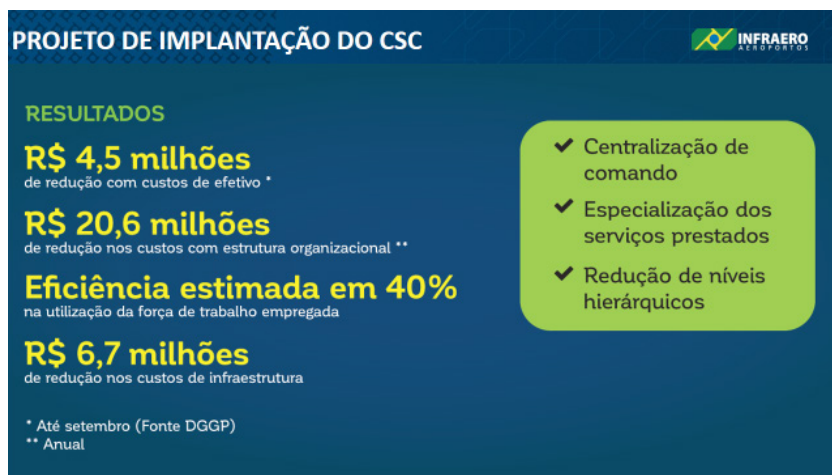 PROJETO DE IMPLANTAÇÃO DO CSC
INFRAERO
AEROPORTOS
RESULTADOS
R$ 4,5 milhões
de redução com custos de efetivo *
R$ 20,6 milhões
de redução nos custos com estrutura organizacional **
Eficiência estimada em 40%
na utilização da força de trabalho empregada
R$ 6,7 milhões
de redução nos custos de infraestrutura
* Até setembro (Fonte DGGP)
** Anual
Centralização de
comando
Especialização dos
serviços prestados
Redução de níveis
hierárquicos